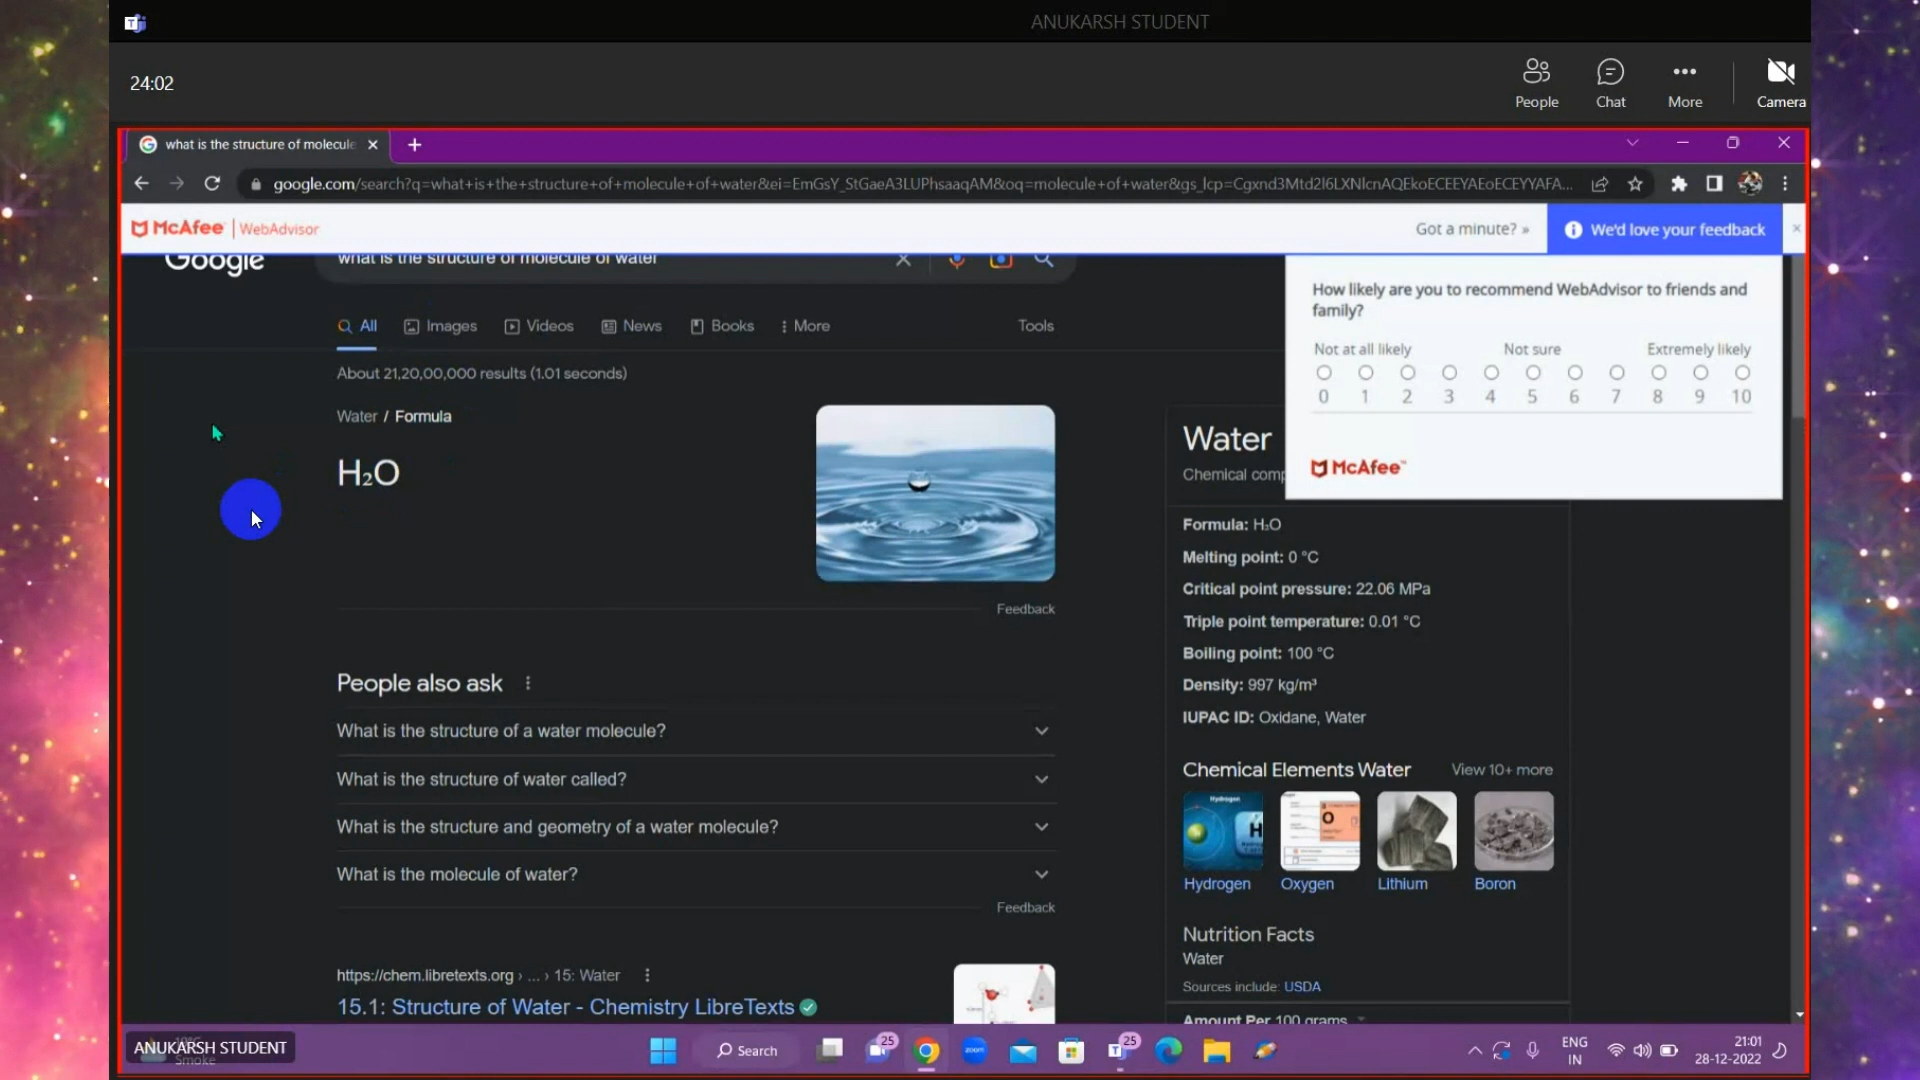 ANUKARSH STUDENT
24:02
People
Chat
More
Camera
what is the structure of molecule
google.com/search?q=what+is+the+structure+of+molecule+of+water&ei=EmGsY_StGaeA3LUPhsaaqAM&oq=molecule+of+water&gs_lcp=Cgxnd3Mtd2l6LXNlcnAQEkoECEEYAEoECEYYAFA...
McAfee | WebAdvisor
Got a minute? »
We'd love your feedback
Google
what is the structure of molecule of water
How likely are you to recommend WebAdvisor to friends and
family?
Not at all likely
Not sure
Extremely likely
0 1 2 3 4 5 6 7 8 9 10
McAfee™
All
Images
Videos
News
Books
More
Tools
About 21,20,00,000 results (1.01 seconds)
Water / Formula
H₂O
Feedback
People also ask
What is the structure of a water molecule?
What is the structure of water called?
What is the structure and geometry of a water molecule?
What is the molecule of water?
Feedback
https://chem.libretexts.org › ... › 15: Water
15.1: Structure of Water - Chemistry LibreTexts
Water
Chemical comp
Formula: H₂O
Melting point: 0 °C
Critical point pressure: 22.06 MPa
Triple point temperature: 0.01 °C
Boiling point: 100 °C
Density: 997 kg/m³
IUPAC ID: Oxidane, Water
Chemical Elements Water
View 10+ more
Hydrogen
H
O
Hydrogen
Oxygen
Lithium
Boron
Nutrition Facts
Water
Sources include: USDA
Amount Per 100 grams
ANUKARSH STUDENT
Smoke
Search
25
zoom
25
ENG
IN
21:01
28-12-2022